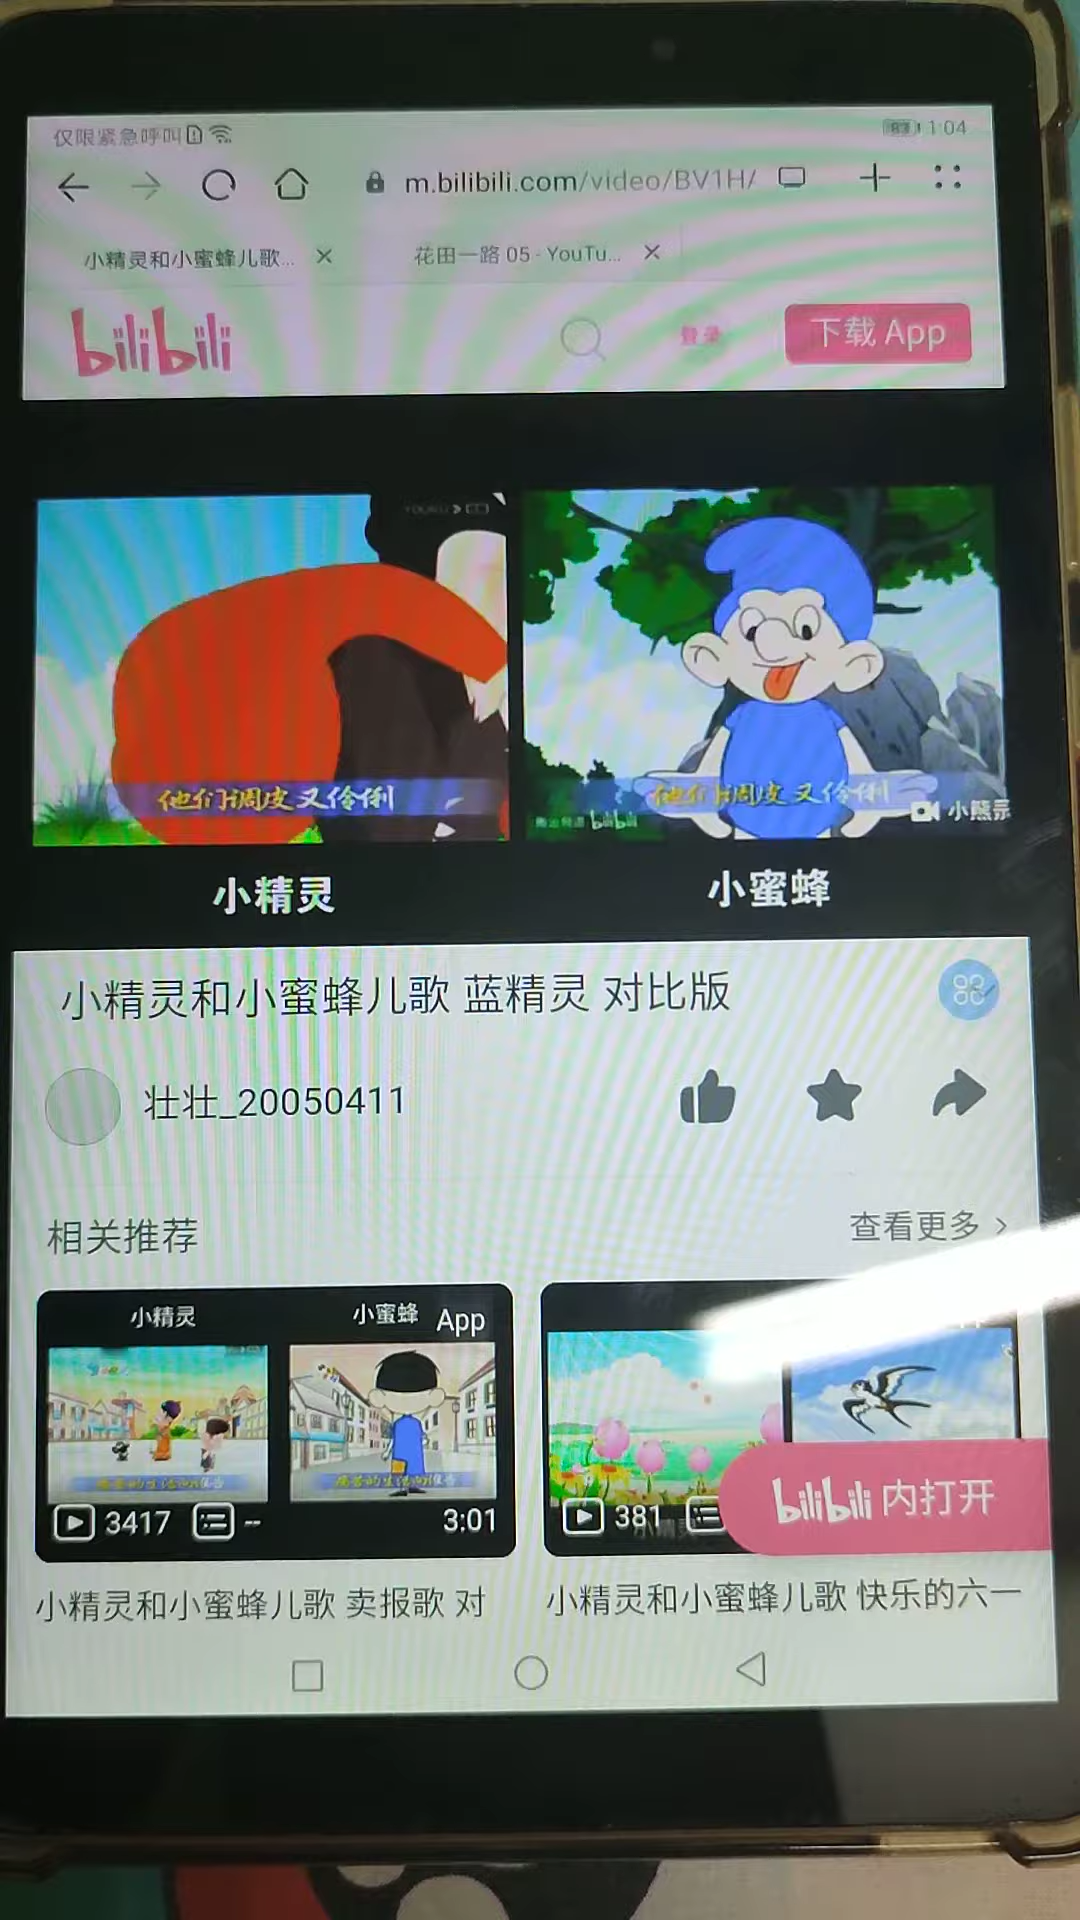 仅限紧急呼叫
1:04
m.bilibili.com/video/BV1H/
小精灵和小蜜蜂儿歌...
花田一路 05 - YouTu...
bilibili
登录
下载 App
他们调皮又伶俐
他们调皮又伶俐
bilibili
小熊录
小精灵
小蜜蜂
小精灵和小蜜蜂儿歌 蓝精灵 对比版
壮壮_20050411
相关推荐
查看更多 >
小精灵
小蜜蜂
App
3417
--
3:01
381
bilibili 内打开
小精灵和小蜜蜂儿歌 卖报歌 对
小精灵和小蜜蜂儿歌 快乐的六一